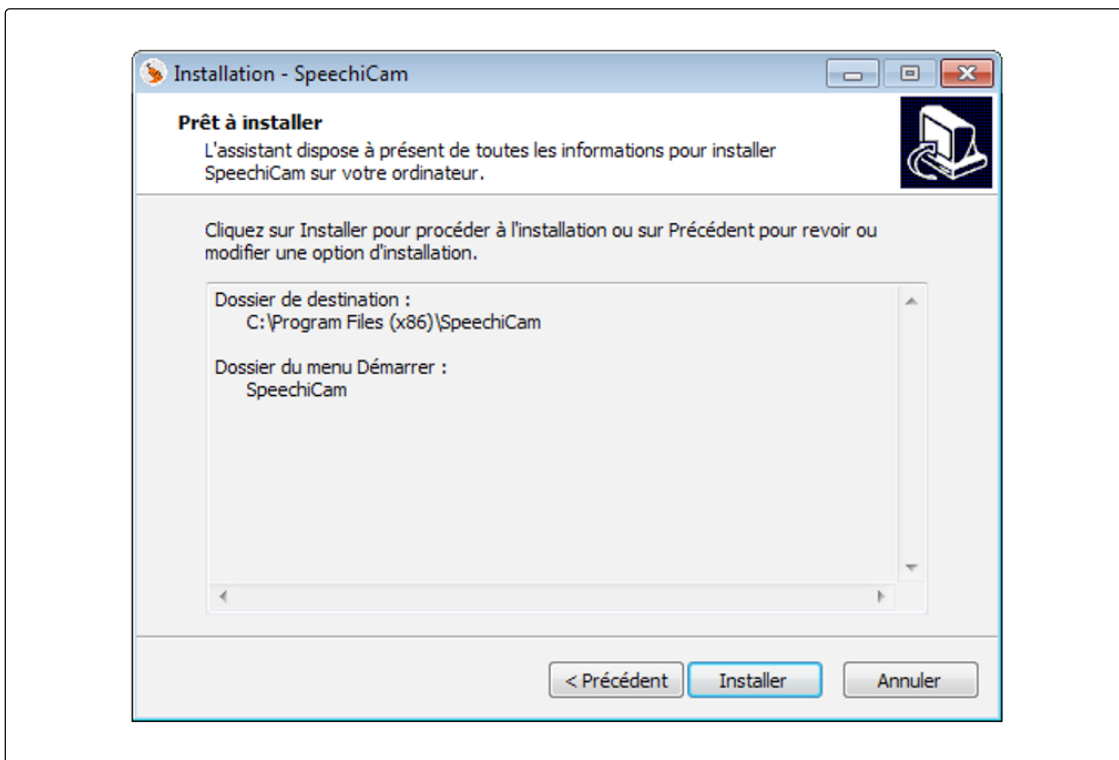 Installation - SpeechiCam
Prêt à installer
L'assistant dispose à présent de toutes les informations pour installer
SpeechiCam sur votre ordinateur.
Cliquez sur Installer pour procéder à l'installation ou sur Précédent pour revoir ou
modifier une option d'installation.
Dossier de destination :
C:\Program Files (x86)\SpeechiCam
Dossier du menu Démarrer :
SpeechiCam
< Précédent
Installer
Annuler